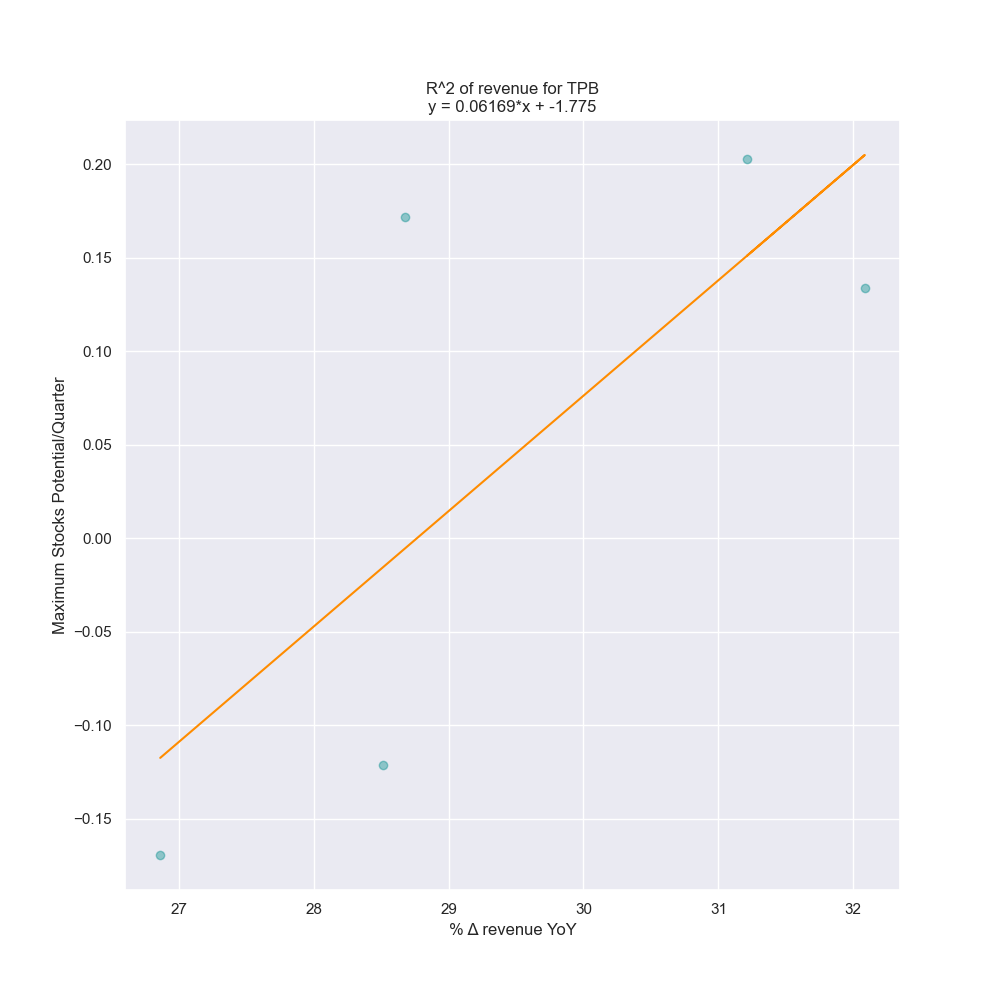 R^2 of revenue for TPB
y = 0.06169*x + -1.775
Maximum Stocks Potential/Quarter
0.20
0.15
0.10
0.05
0.00
−0.05
−0.10
−0.15
27 28 29 30 31 32
% Δ revenue YoY